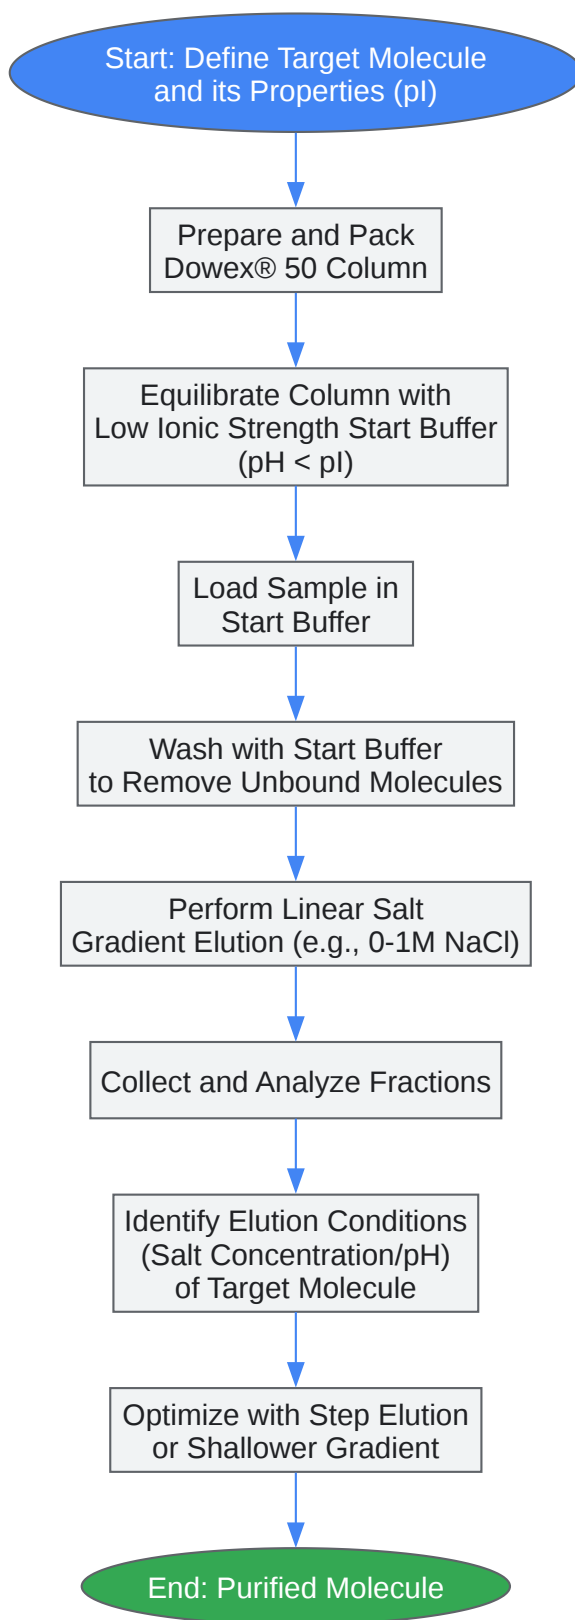 Start: Define Target Molecule
and its Properties (pI)
Prepare and Pack
Dowex® 50 Column
Equilibrate Column with
Low Ionic Strength Start Buffer
(pH < pI)
Load Sample in
Start Buffer
Wash with Start Buffer
to Remove Unbound Molecules
Perform Linear Salt
Gradient Elution (e.g., 0-1M NaCl)
Collect and Analyze Fractions
Identify Elution Conditions
(Salt Concentration/pH)
of Target Molecule
Optimize with Step Elution
or Shallower Gradient
End: Purified Molecule